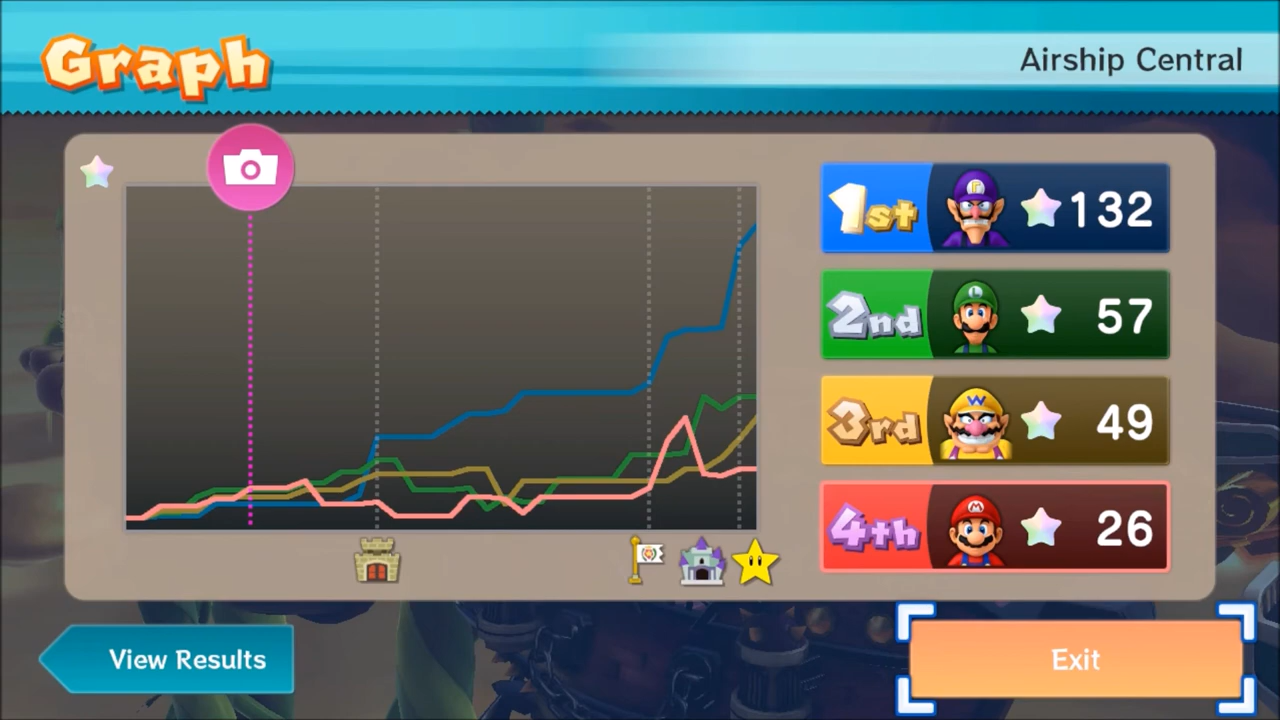 Graph
Airship Central
1st 132
2nd 57
3rd 49
4th 26
View Results
Exit